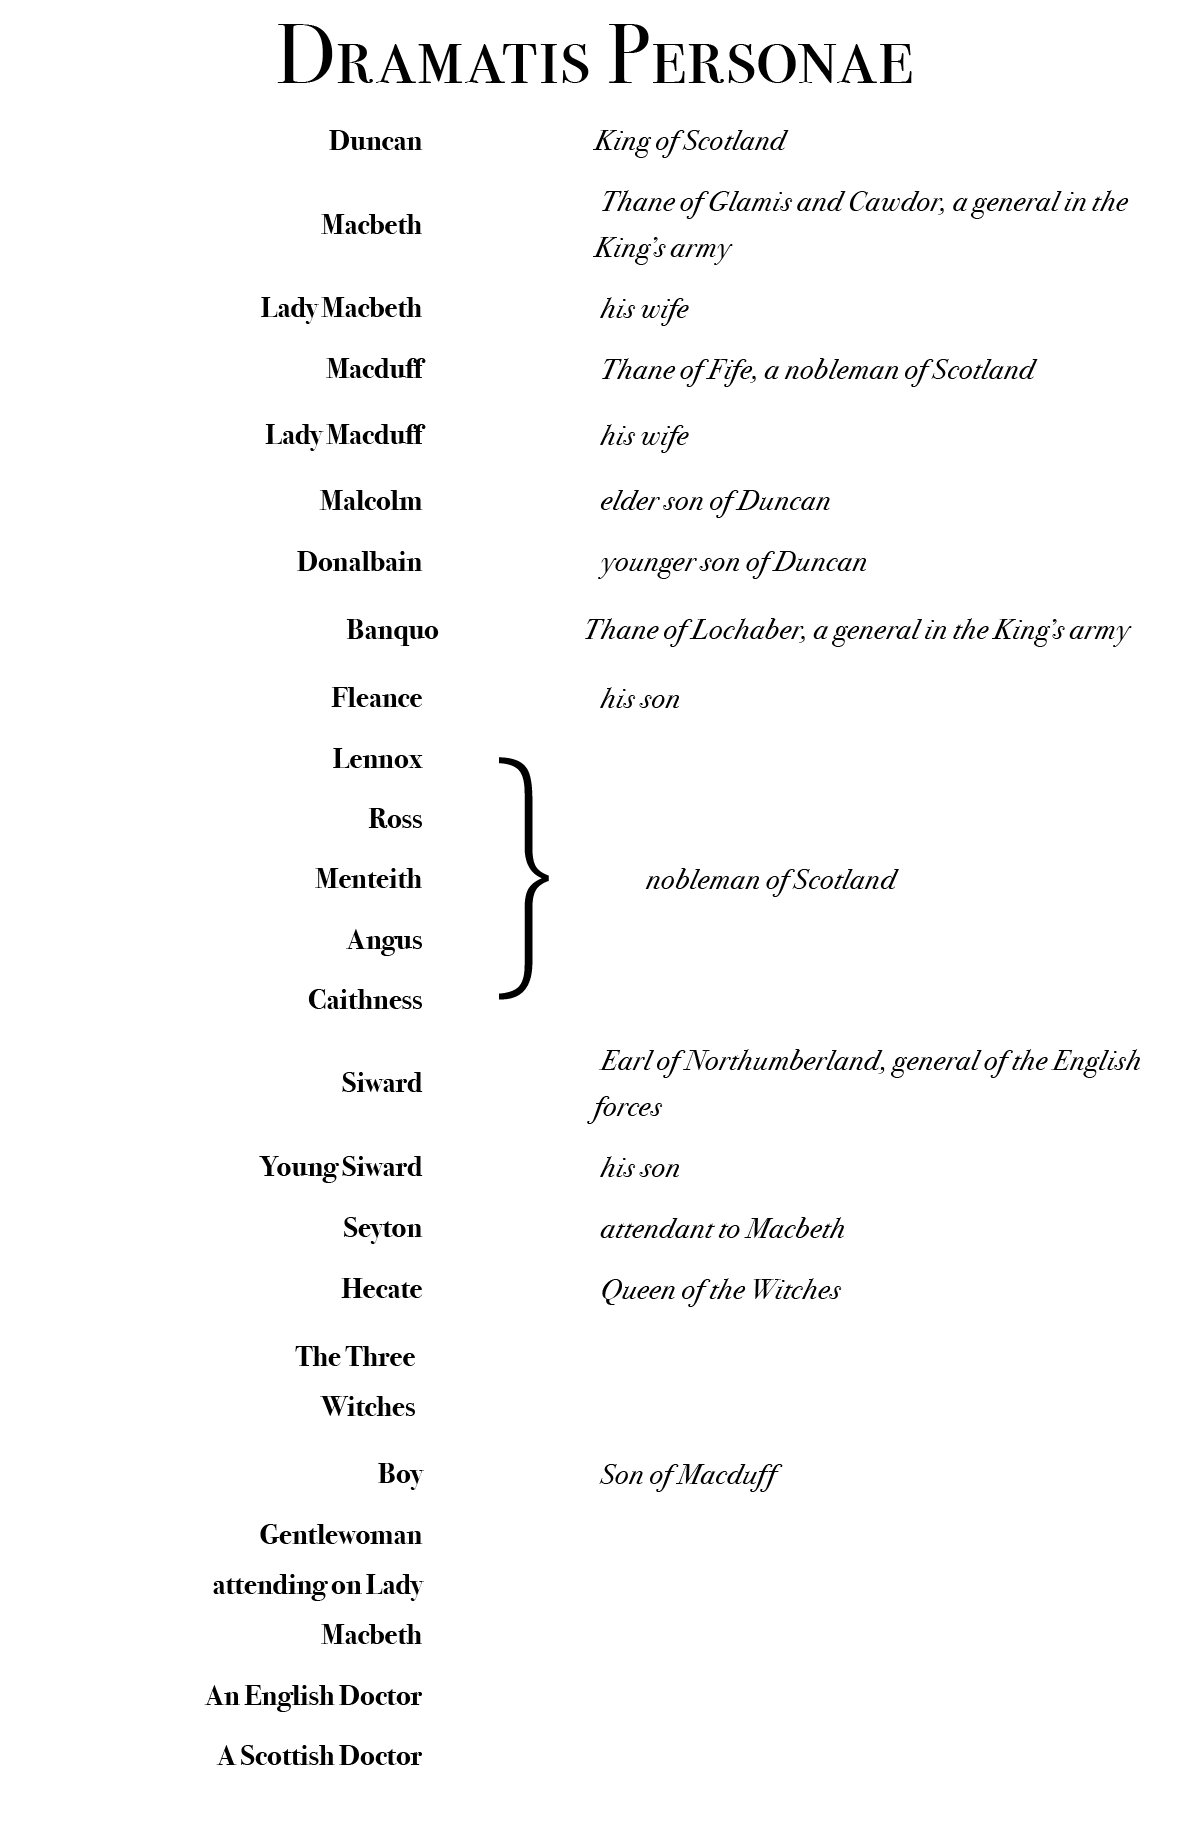 Dramatis Personae
Duncan King of Scotland
Macbeth Thane of Glamis and Cawdor, a general in the
King’s army
Lady Macbeth his wife
Macduff Thane of Fife, a nobleman of Scotland
Lady Macduff his wife
Malcolm elder son of Duncan
Donalbain younger son of Duncan
Banquo Thane of Lochaber, a general in the King’s army
Fleance his son
Lennox
Ross
Menteith nobleman of Scotland
Angus
Caithness
Siward Earl of Northumberland, general of the English
forces
Young Siward his son
Seyton attendant to Macbeth
Hecate Queen of the Witches
The Three
Witches
Boy Son of Macduff
Gentlewoman
attending on Lady
Macbeth
An English Doctor
A Scottish Doctor